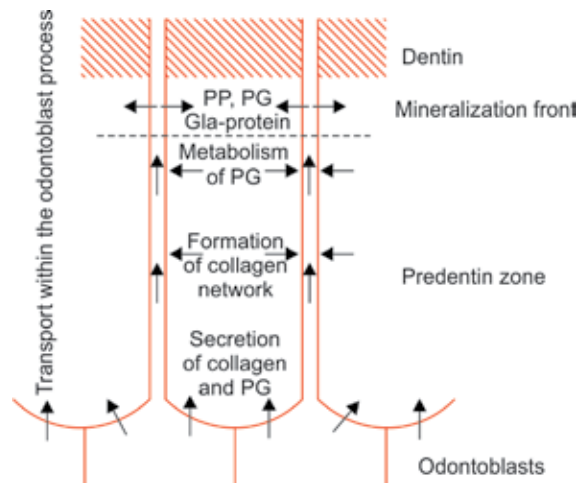 Transport within the odontoblast process
Dentin
PP, PG
Gla-protein
Mineralization front
Metabolism
of PG
Formation
of collagen
network
Predentin zone
Secretion
of collagen
and PG
Odontoblasts